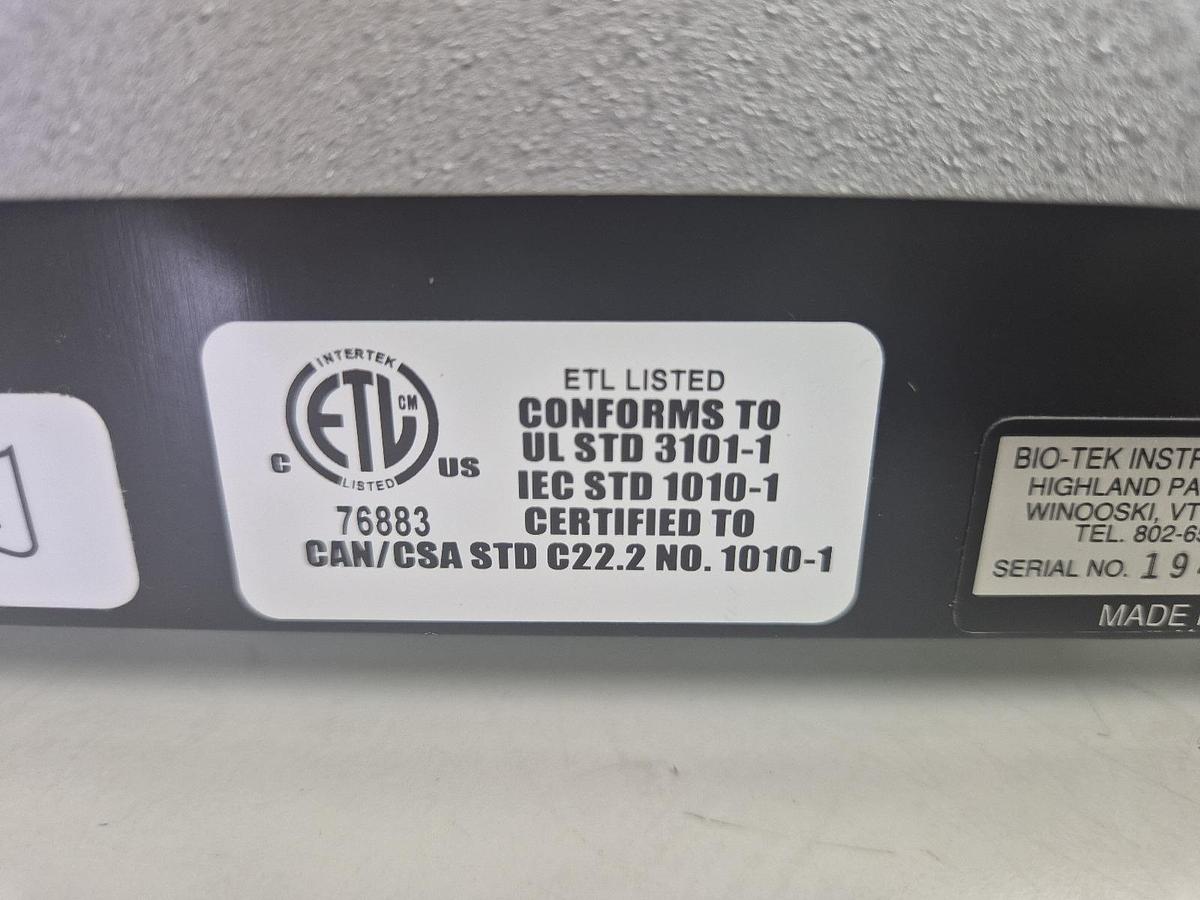 INTERTEK
ETL CM
LISTED
C US
76883
ETL LISTED
CONFORMS TO
UL STD 3101-1
IEC STD 1010-1
CERTIFIED TO
CAN/CSA STD C22.2 NO. 1010-1
BIO-TEK INSTR
HIGHLAND PA
WINOOSKI, VT
TEL. 802-65
SERIAL NO. 19
MADE